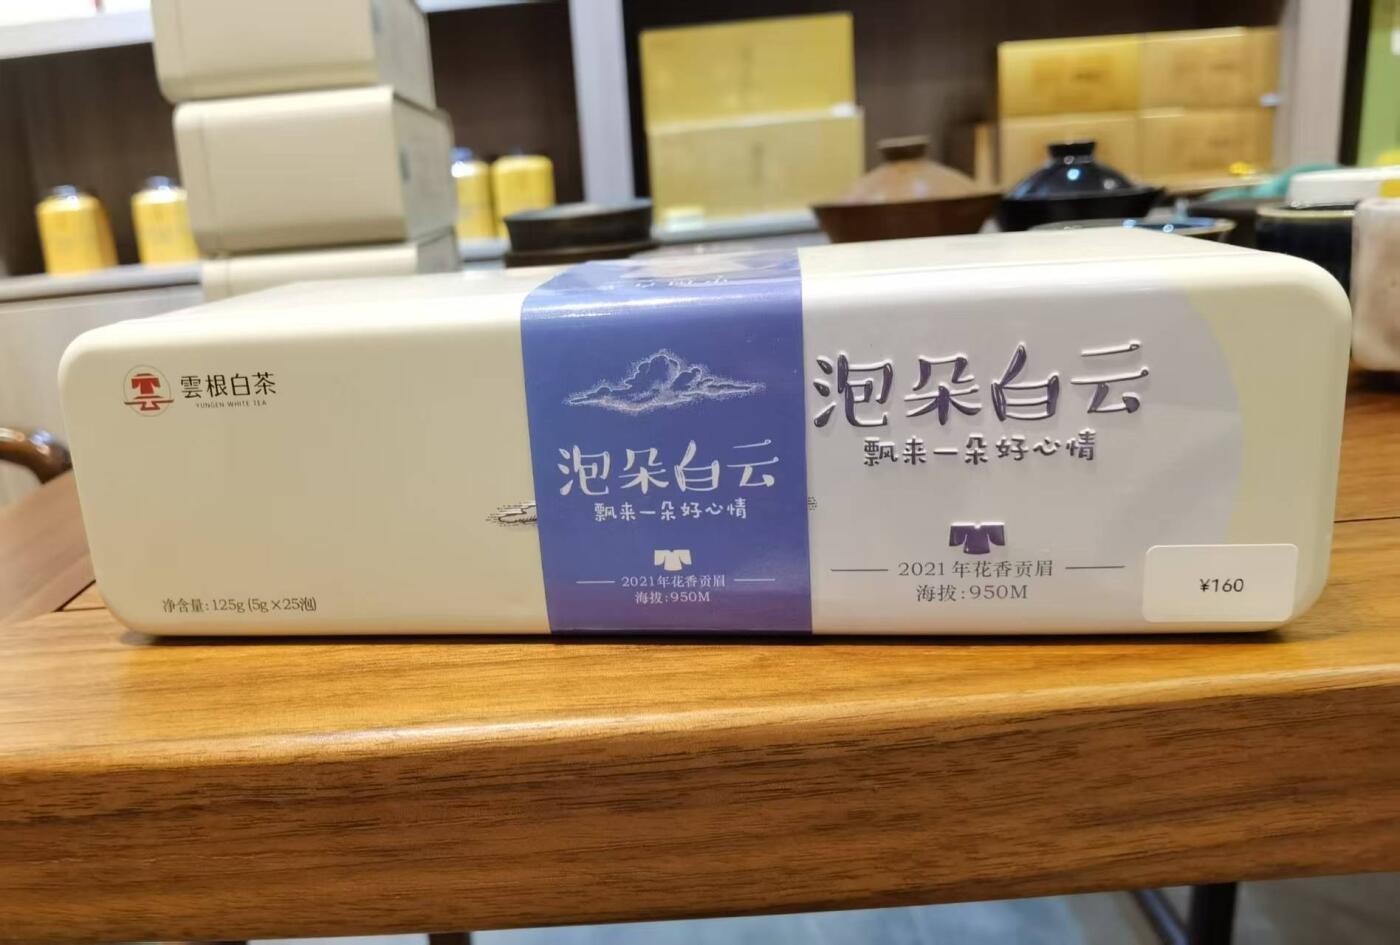 雲根白茶
YUNGEN WHITE TEA
净含量:125g(5g×25泡)
泡朵白云
飘来一朵好心情
2021年花香贡眉
海拔:950M
泡朵白云
飘来一朵好心情
2021年花香贡眉
海拔:950M
¥160